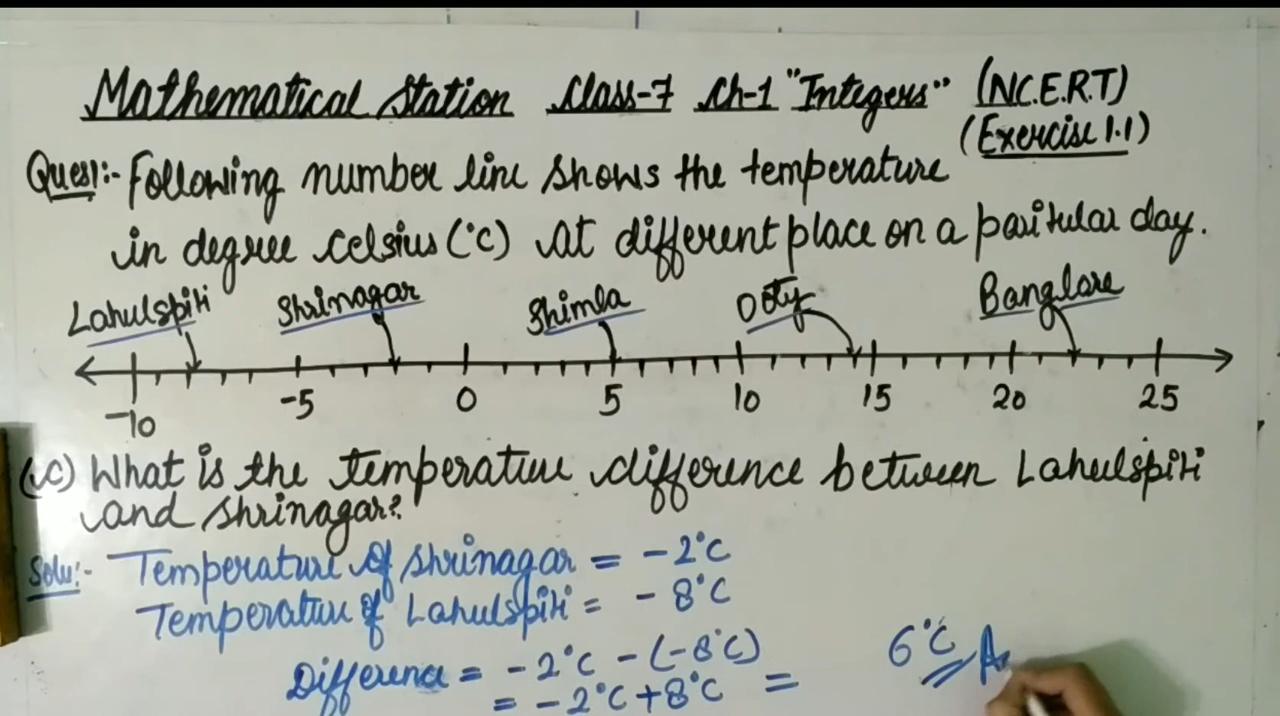 Mathematical Station Class-7 Ch-1 "Integers" (N.C.E.R.T)
(Exercise 1.1)
Ques1:- Following number line shows the temperature
in degree celsius (°C) at different place on a paritular day.
Lahulspiti Shrinagar Shimla Ooty Banglore
-10 -5 0 5 10 15 20 25
(c) What is the temperature difference between Lahulspiti
and Shrinagar?
Solu:- Temperature of Shrinagar = -2°C
Temperature of Lahulspiti = -8°C
Difference = -2°C - (-8°C)
= -2°C + 8°C = 6°C A